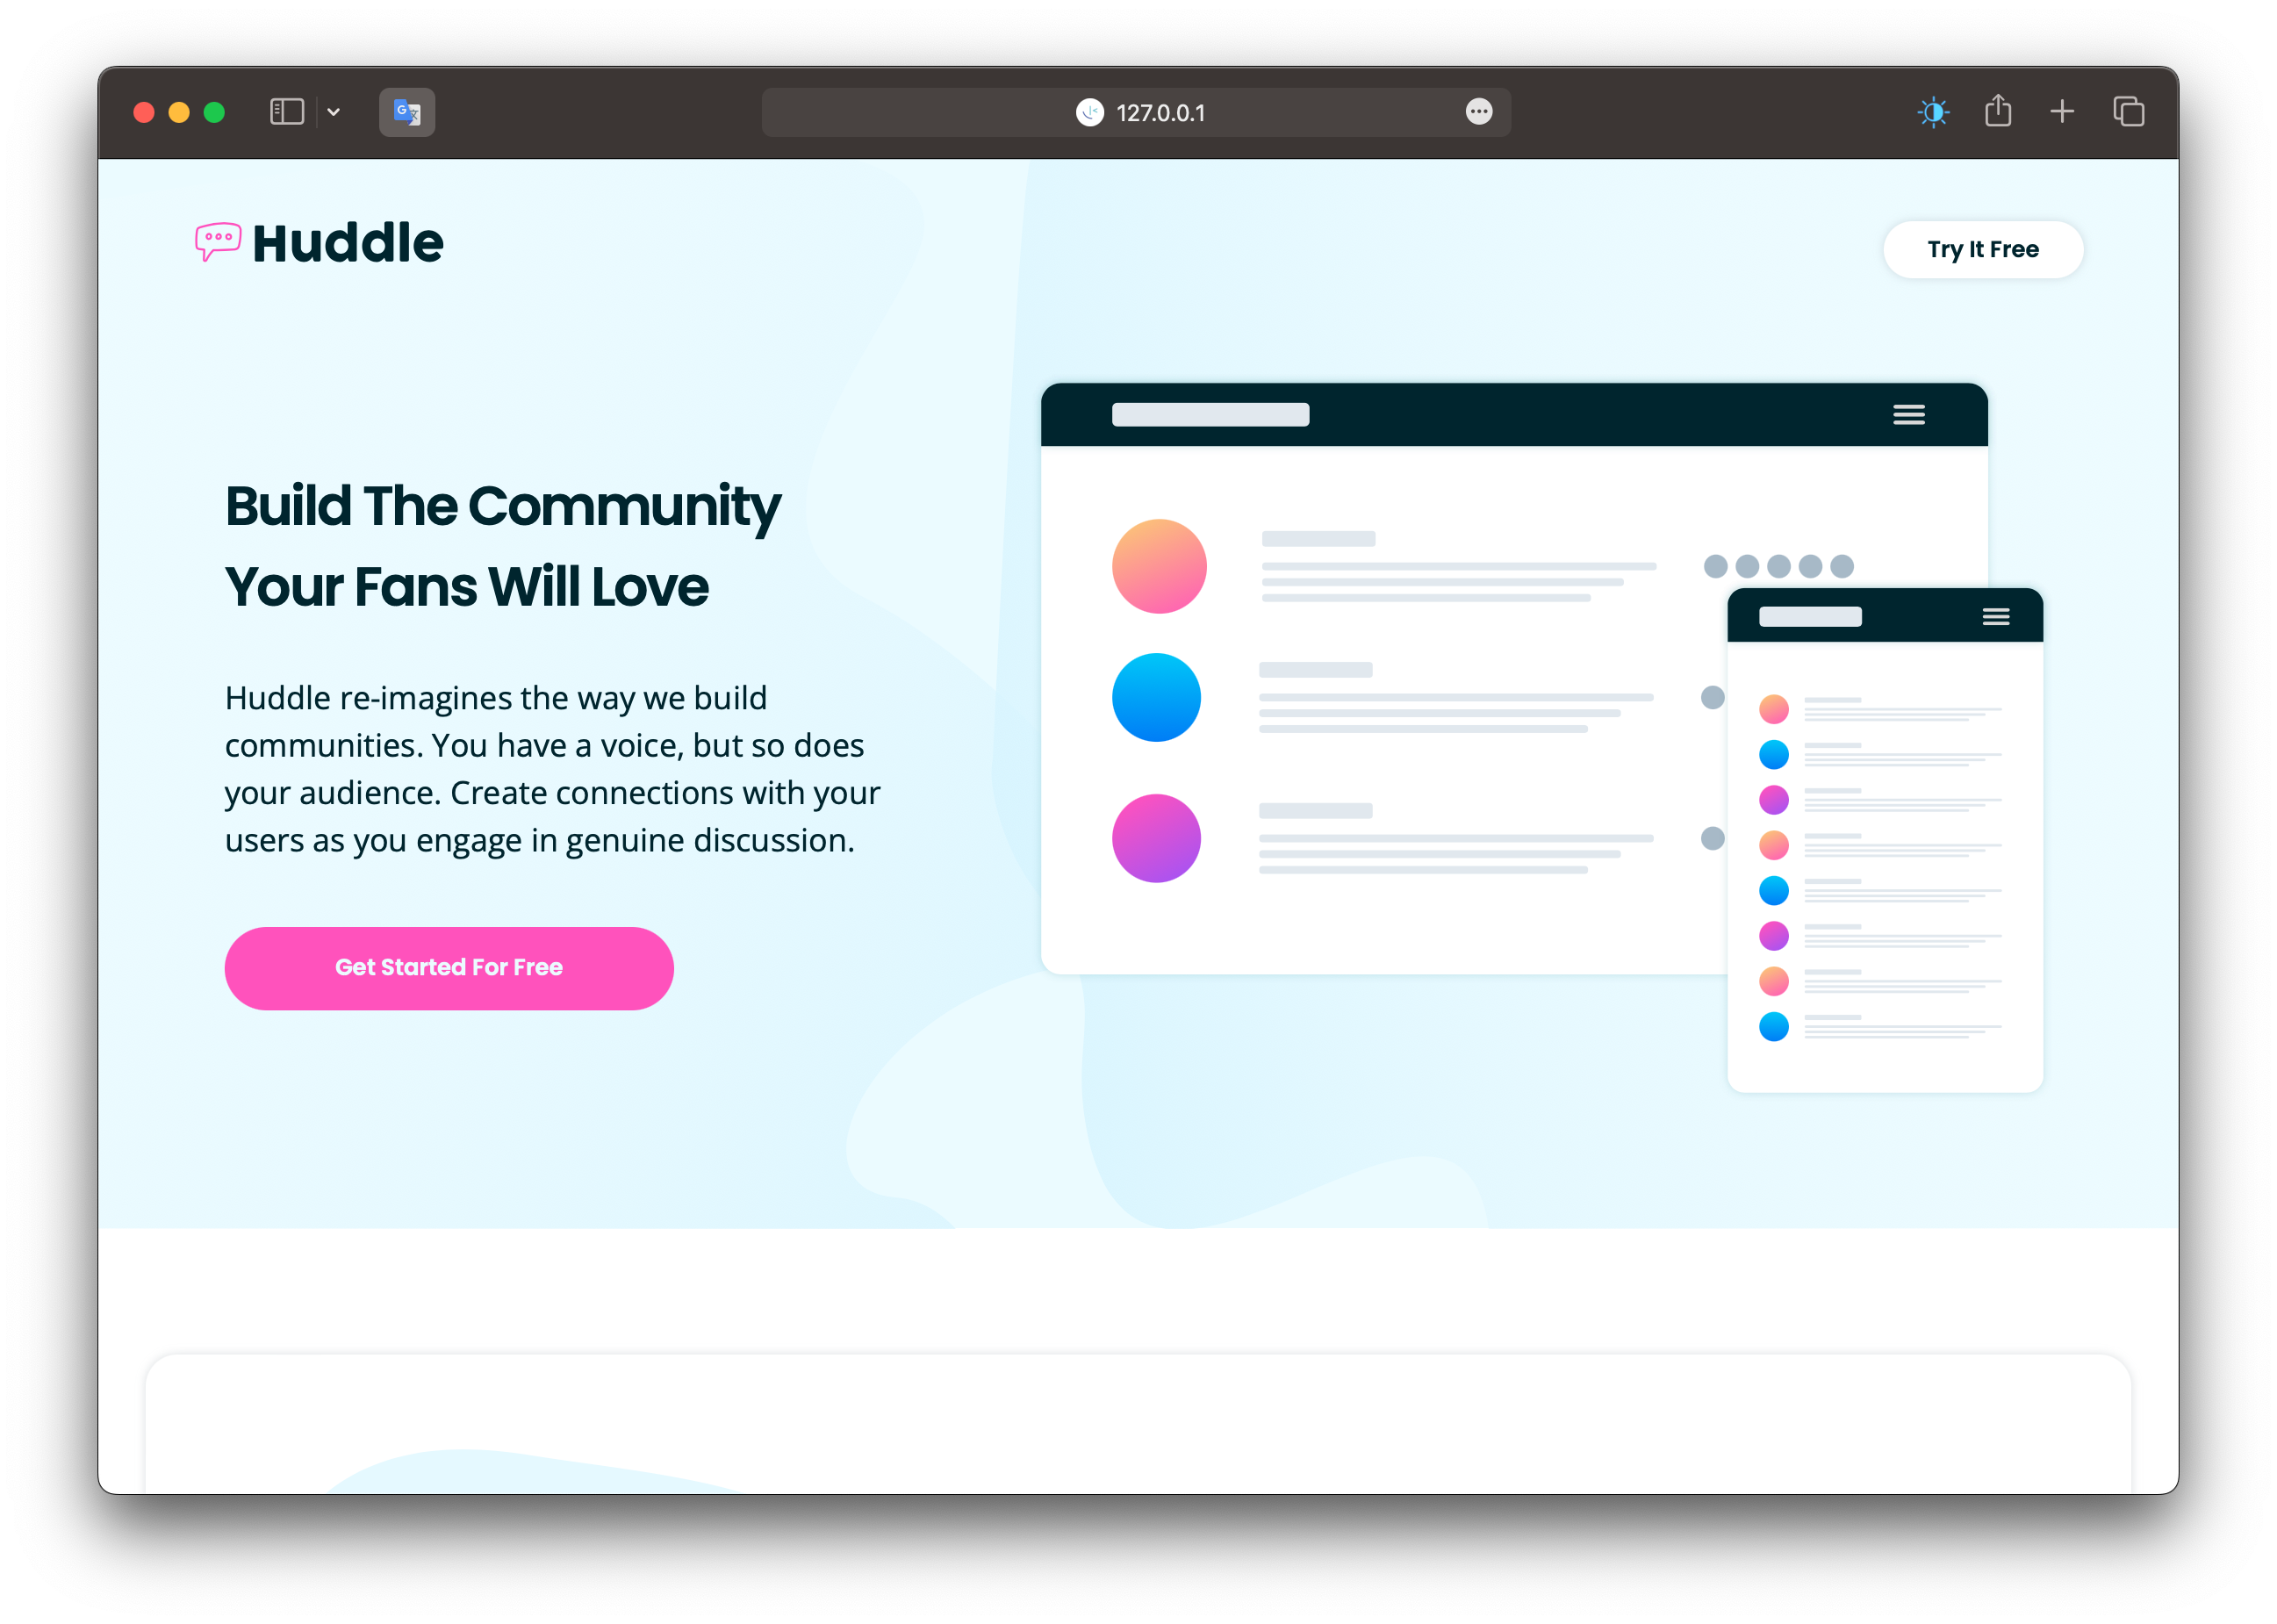 127.0.0.1
Huddle
Try It Free
Build The Community
Your Fans Will Love
Huddle re-imagines the way we build
communities. You have a voice, but so does
your audience. Create connections with your
users as you engage in genuine discussion.
Get Started For Free